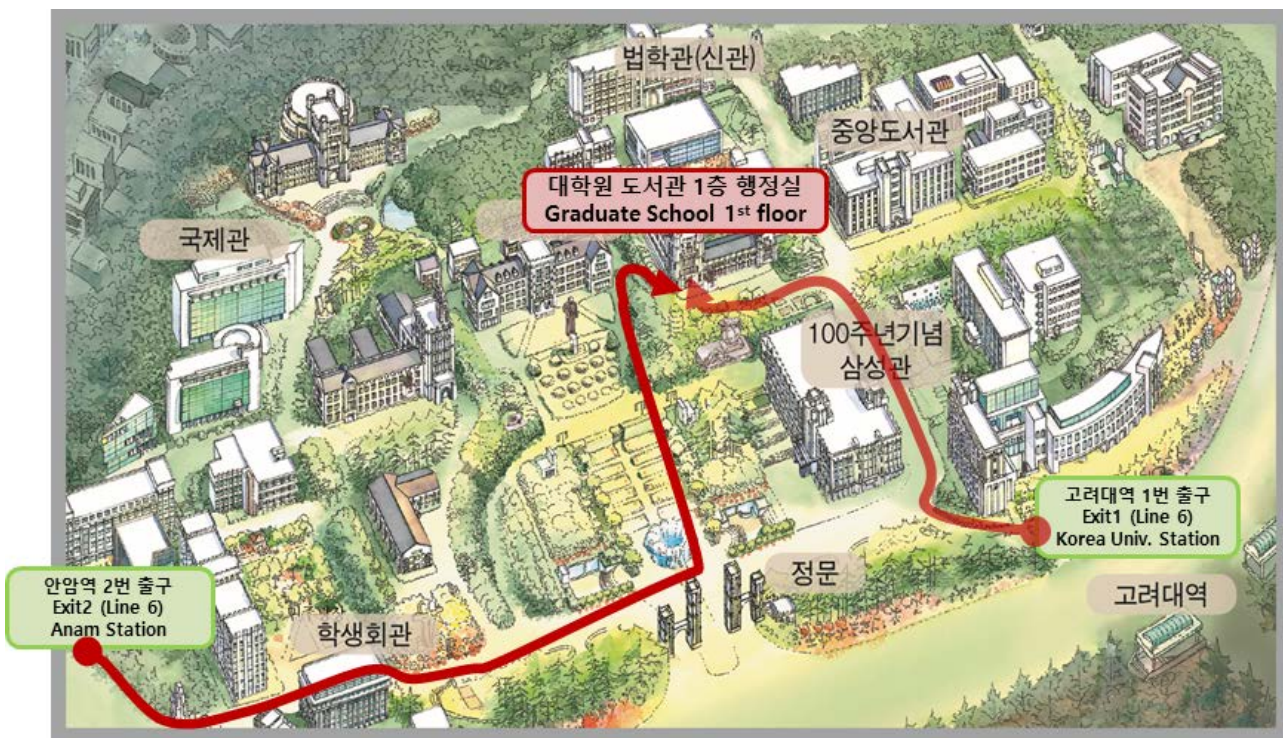 법학관(신관)
중앙도서관
대학원 도서관 1층 행정실
Graduate School 1st floor
국제관
100주년기념
삼성관
고려대역 1번 출구
Exit1 (Line 6)
Korea Univ. Station
안암역 2번 출구
Exit2 (Line 6)
Anam Station
정문
고려대역
학생회관